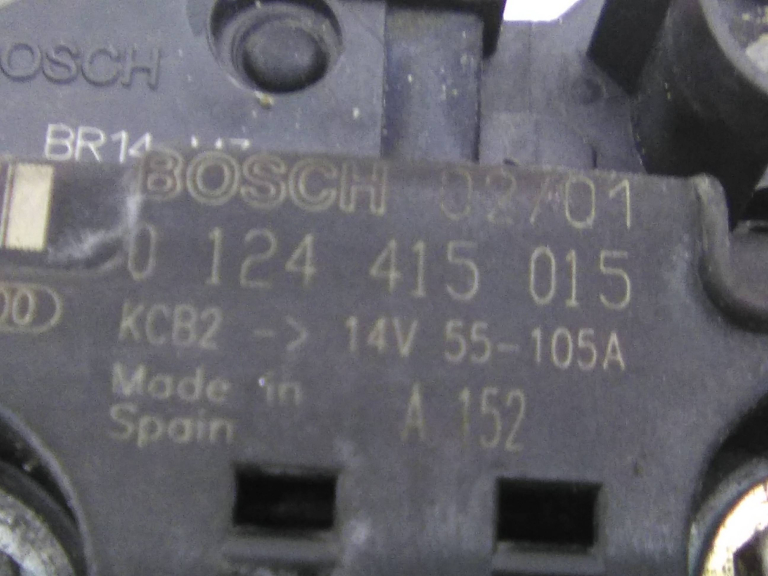 BOSCH
BR14
BOSCH 02/01
0 124 415 015
KCB2 -> 14V 55-105A
Made in
Spain A 152